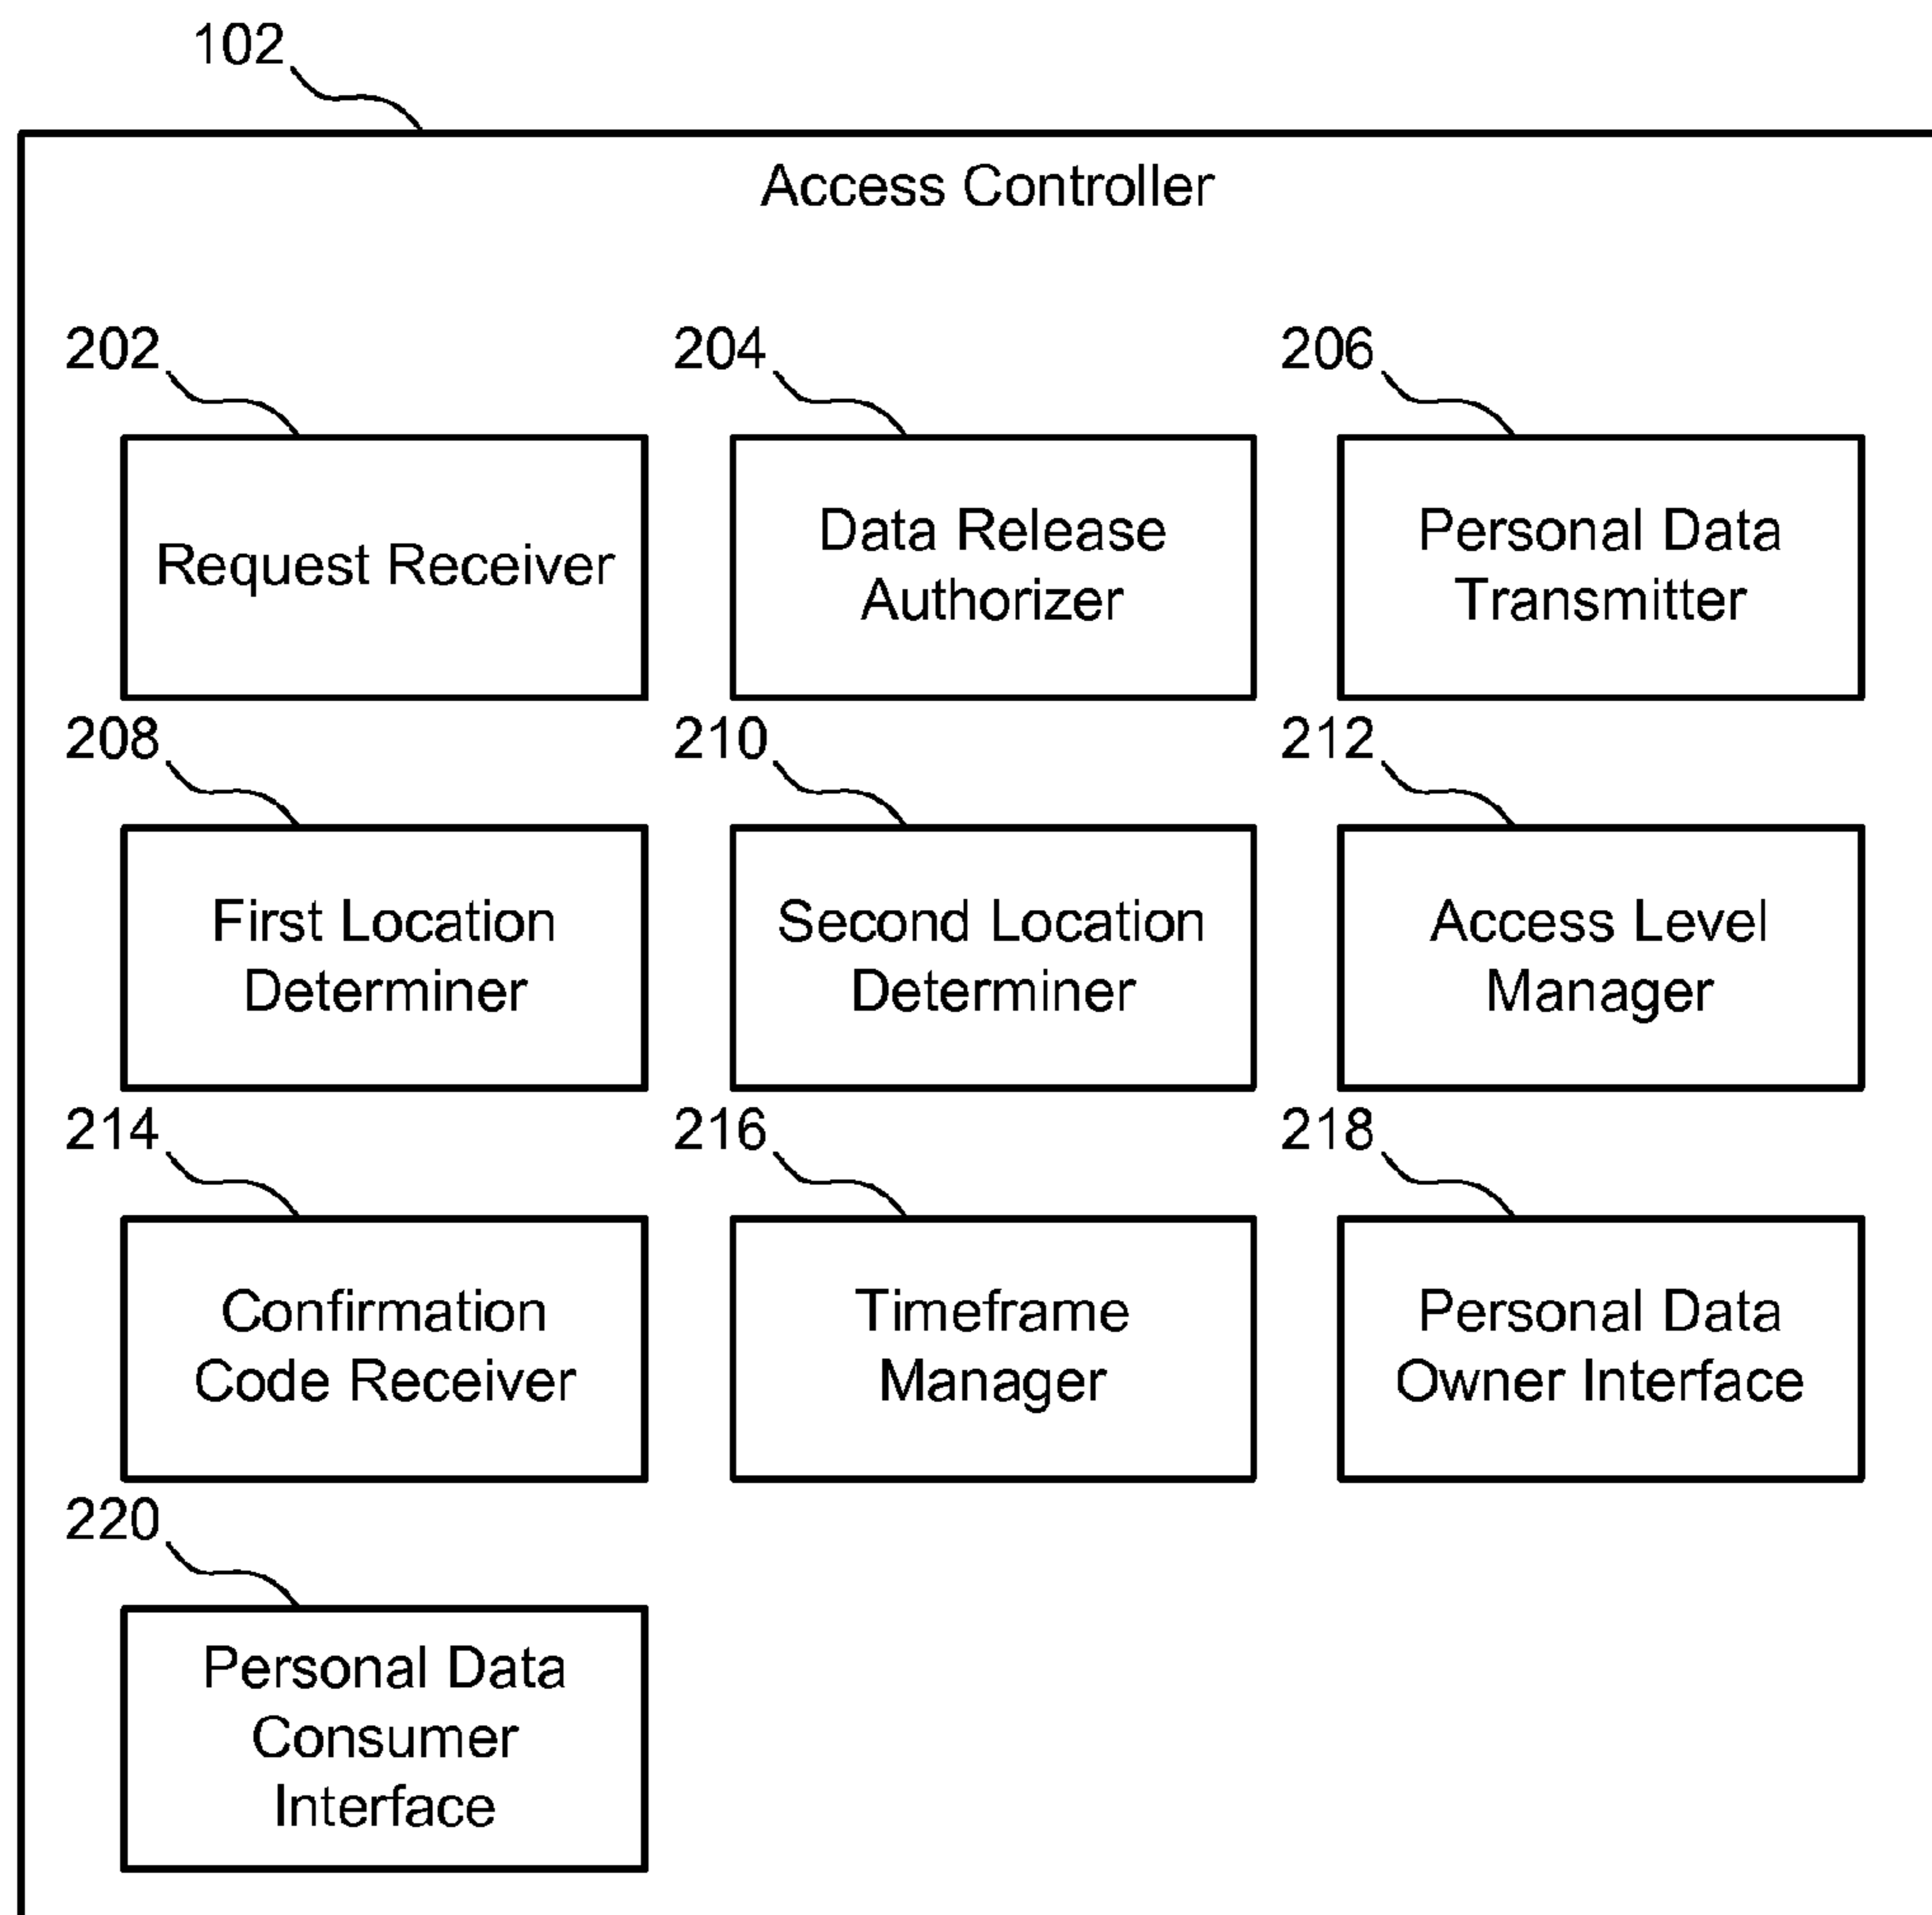 102
Access Controller
202
204
206
Request Receiver
Data Release
Authorizer
Personal Data
Transmitter
208
210
212
First Location
Determiner
Second Location
Determiner
Access Level
Manager
214
216
218
Confirmation
Code Receiver
Timeframe
Manager
Personal Data
Owner Interface
220
Personal Data
Consumer
Interface